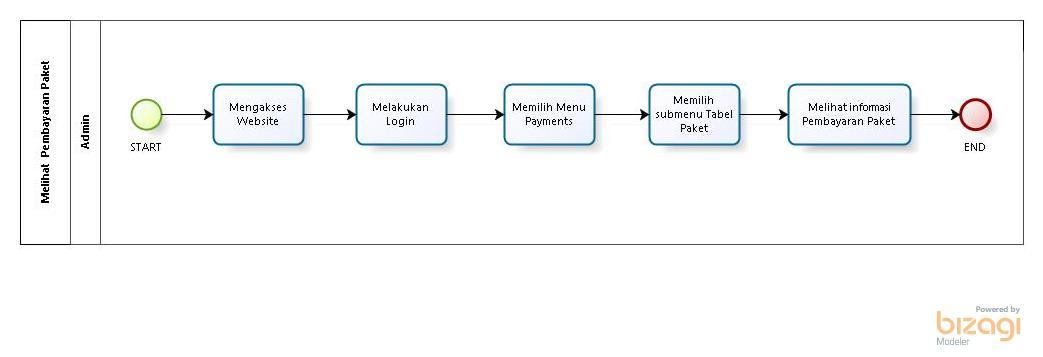 Melihat Pembayaran Paket
Admin
START
Mengakses
Website
Melakukan
Login
Memilih Menu
Payments
Memilih
submenu Tabel
Paket
Melihat informasi
Pembayaran Paket
END
Powered by
bizagi
Modeler